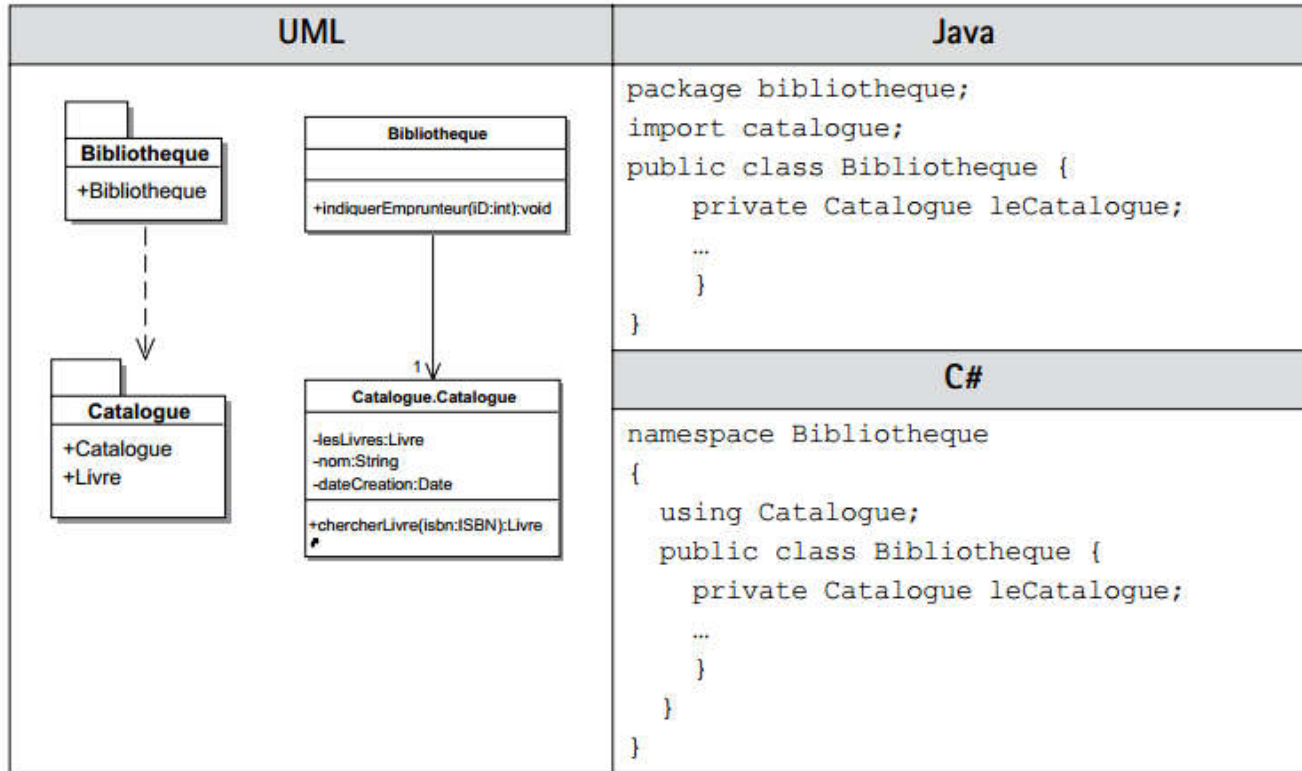 UML
Bibliotheque
+Bibliotheque
Catalogue
+Catalogue
+Livre
Bibliotheque
+indiquerEmprunteur(iD:int):void
1
Catalogue.Catalogue
-lesLivres:Livre
-nom:String
-dateCreation:Date
+chercherLivre(isbn:ISBN):Livre
Java
package bibliotheque;
import catalogue;
public class Bibliotheque {
private Catalogue leCatalogue;
…
}
}
C#
namespace Bibliotheque
{
using Catalogue;
public class Bibliotheque {
private Catalogue leCatalogue;
…
}
}
}